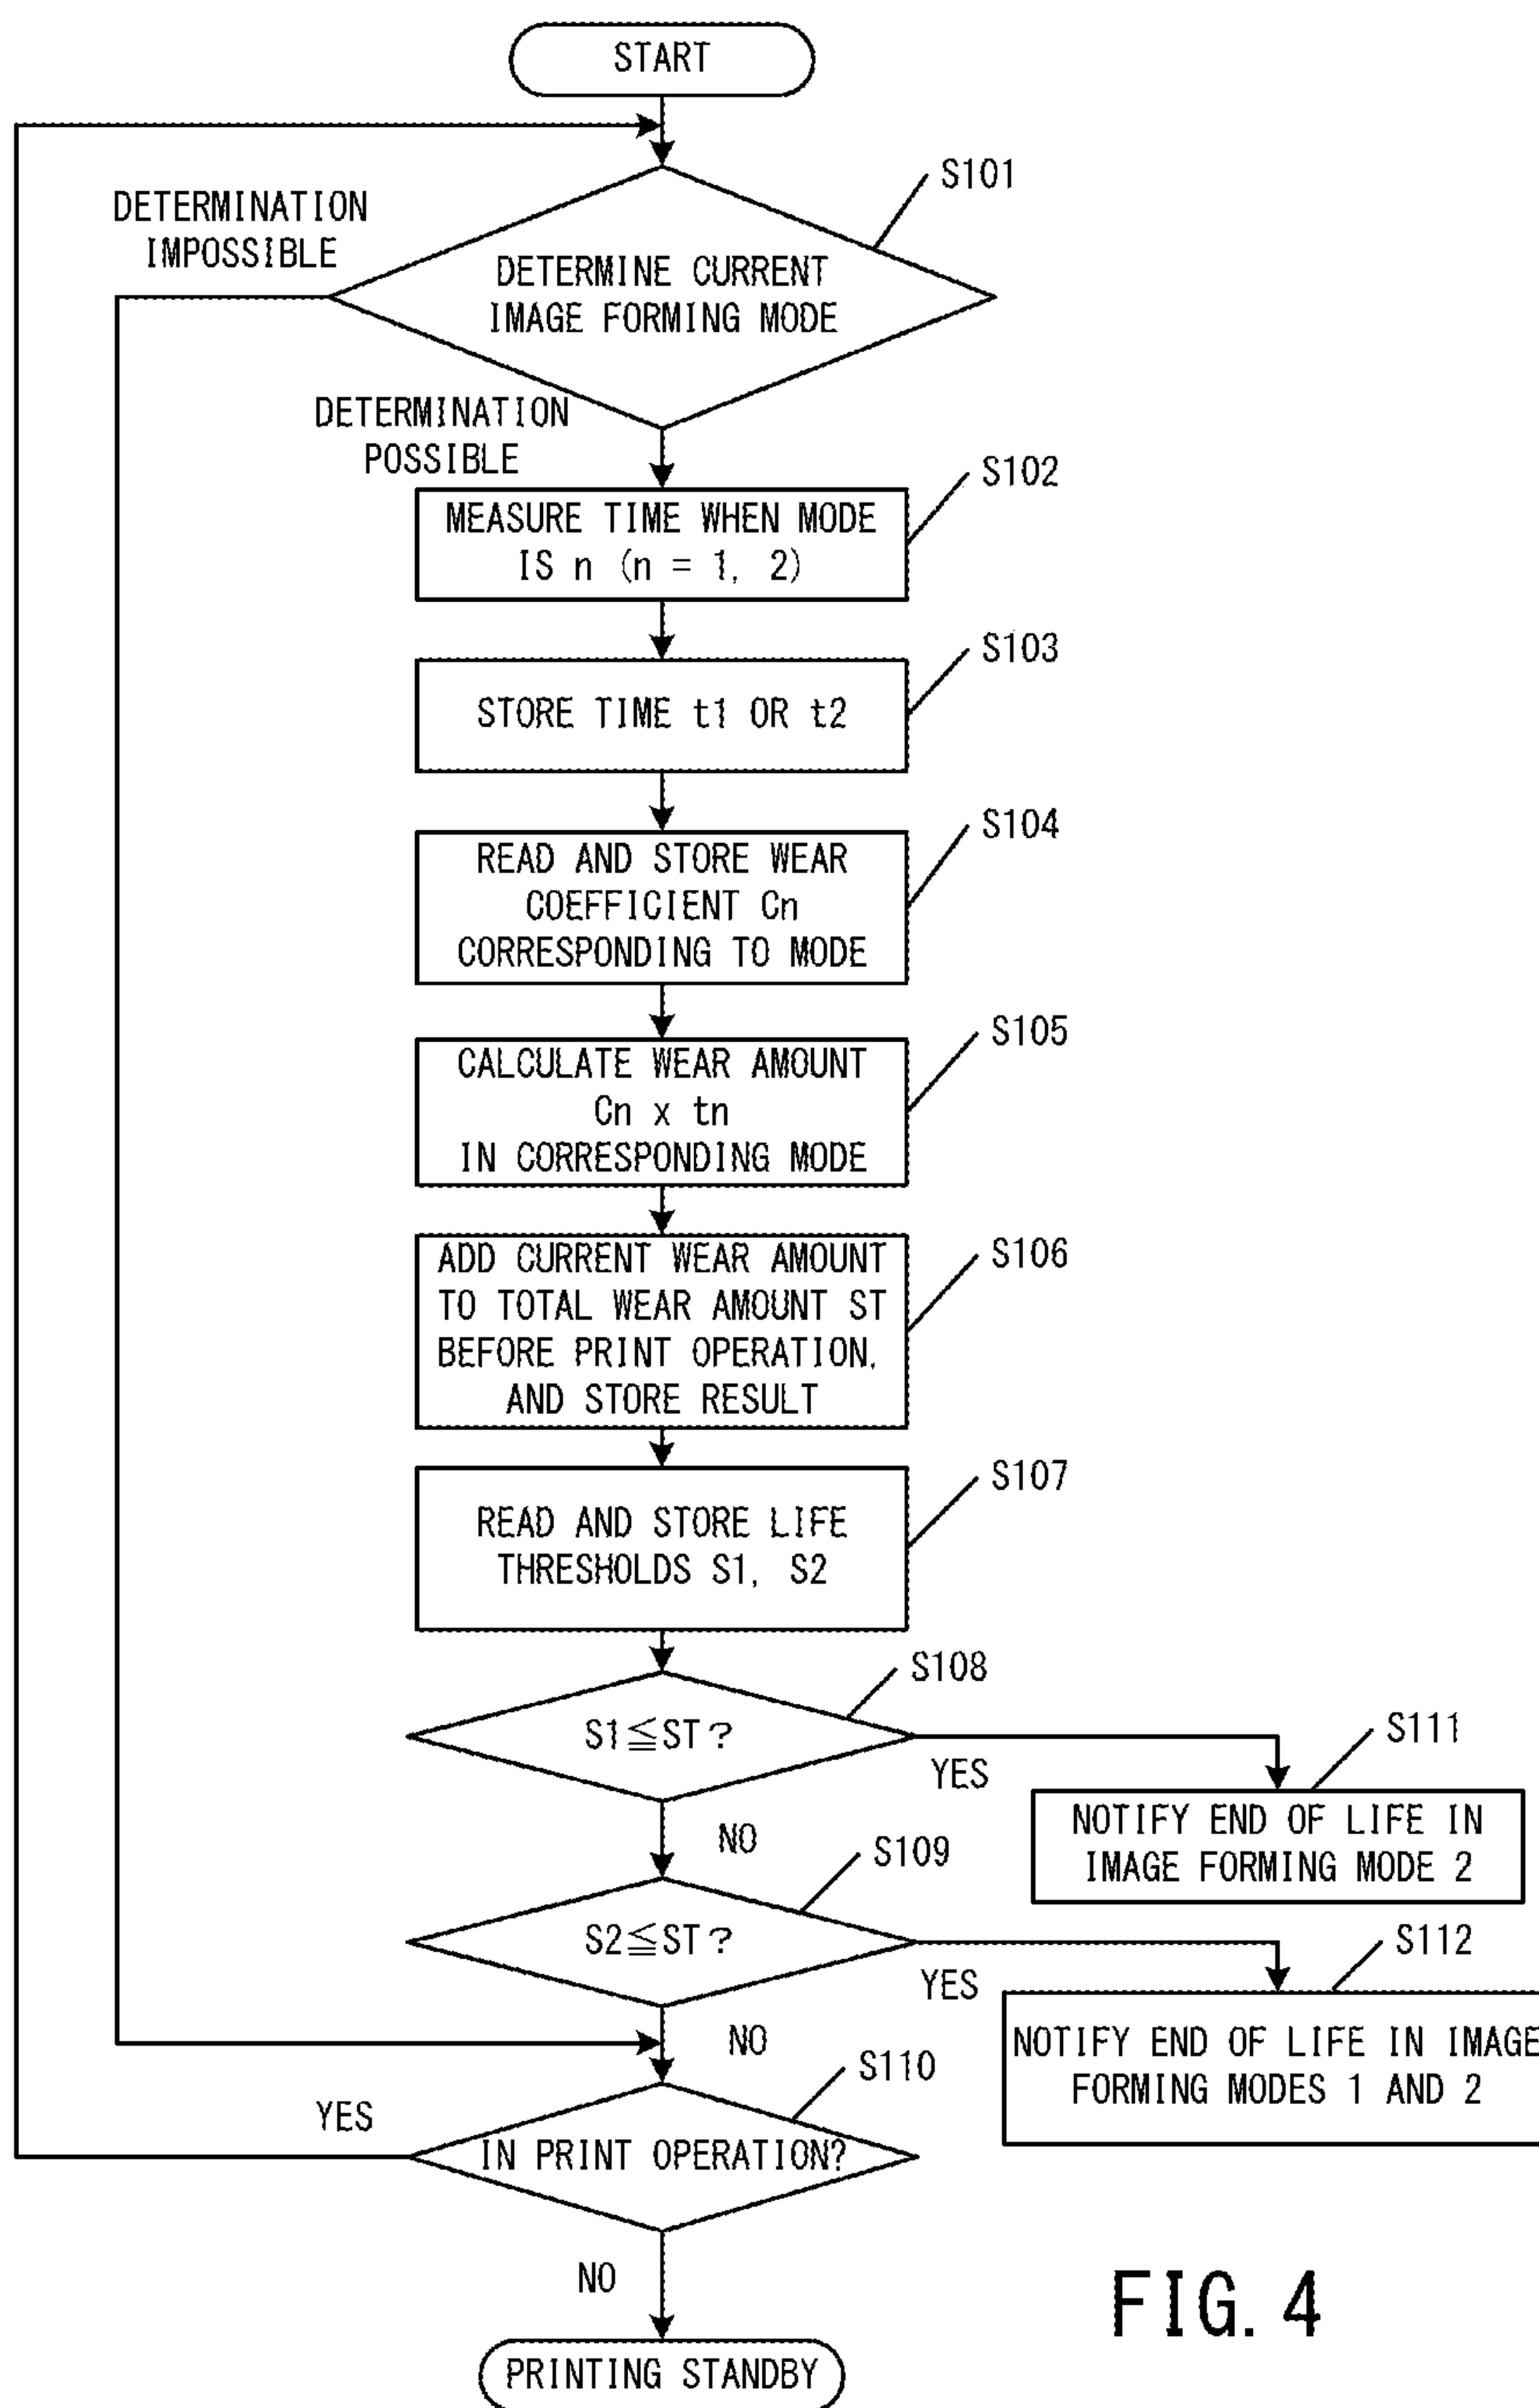 START
S101
DETERMINATION
IMPOSSIBLE
DETERMINE CURRENT
IMAGE FORMING MODE
DETERMINATION
POSSIBLE
S102
MEASURE TIME WHEN MODE
IS n (n = 1, 2)
S103
STORE TIME t1 OR t2
S104
READ AND STORE WEAR
COEFFICIENT Cn
CORRESPONDING TO MODE
S105
CALCULATE WEAR AMOUNT
Cn x tn
IN CORRESPONDING MODE
S106
ADD CURRENT WEAR AMOUNT
TO TOTAL WEAR AMOUNT ST
BEFORE PRINT OPERATION,
AND STORE RESULT
S107
READ AND STORE LIFE
THRESHOLDS S1, S2
S108
S1≦ST?
YES
S111
NOTIFY END OF LIFE IN
IMAGE FORMING MODE 2
NO
S109
S2≦ST?
YES
S112
NOTIFY END OF LIFE IN IMAGE
FORMING MODES 1 AND 2
NO
S110
YES
IN PRINT OPERATION?
NO
PRINTING STANDBY
FIG. 4